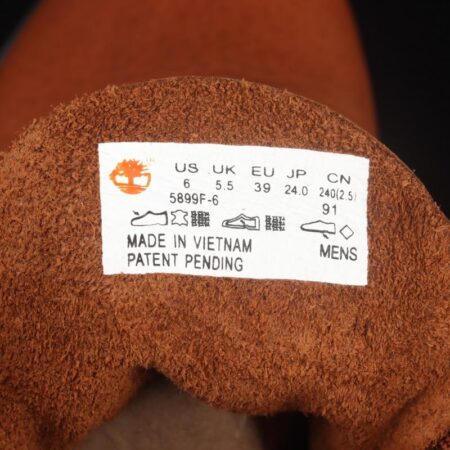 US UK EU JP CN
6 5.5 39 24.0 240(2.5)
5899F-6 91
MADE IN VIETNAM
PATENT PENDING MENS